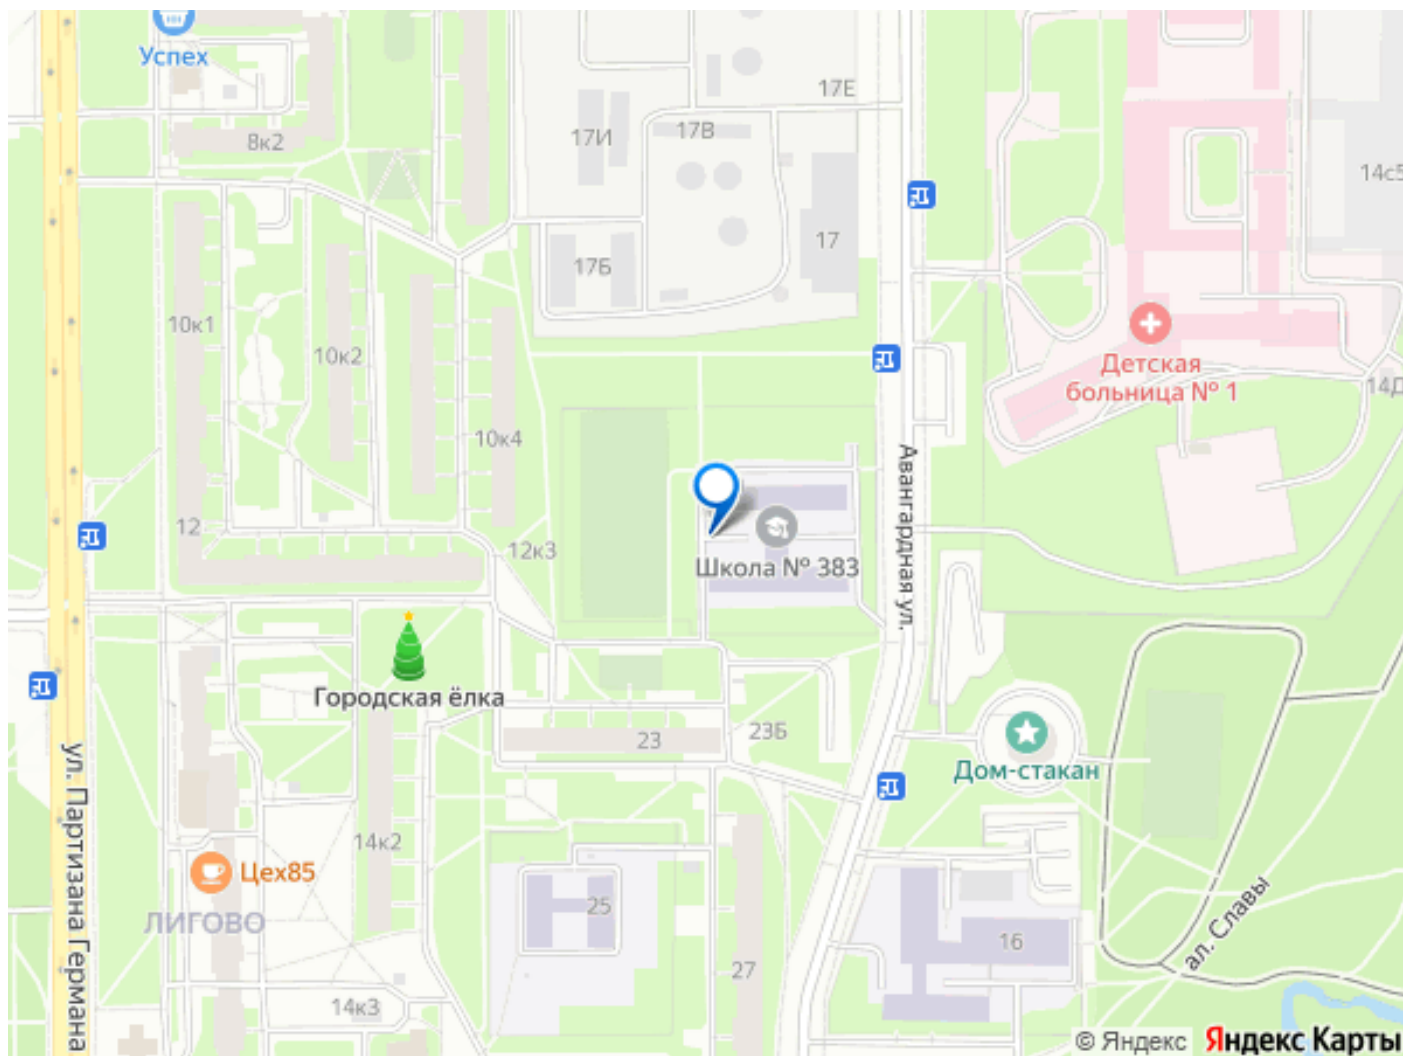 Успех
8к2
17Е
17И
17В
14с5
17
17Б
10к1
10к2
Детская
больница № 1
14Д
10к4
Авангардная ул.
12
12к3
Школа № 383
Городская ёлка
23
23Б
Дом-стакан
ул. Партизана Германа
14к2
Цех85
ЛИГОВО
25
ал. Славы
16
27
14к3
© Яндекс Яндекс Карты